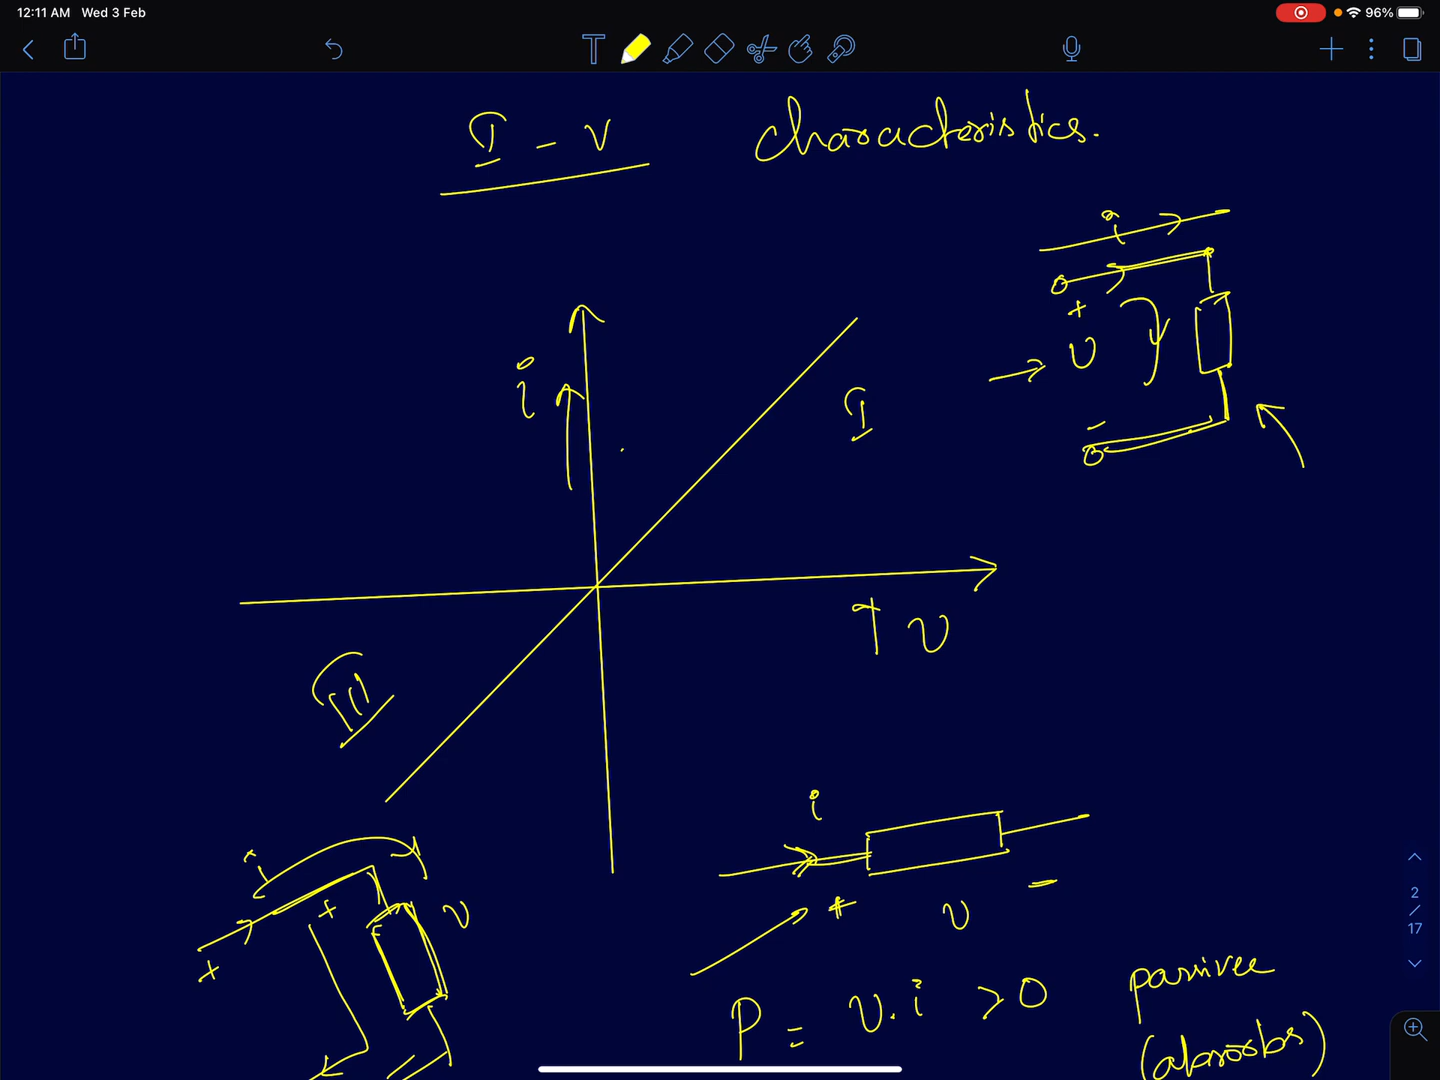 12:11 AM Wed 3 Feb
96%
T
I - V characteristics.
i
+
υ
-
i
I
υ
III
i
i
+ υ
+
+ υ -
2
/
17
P = υ.i > 0 passive
(absorbs)